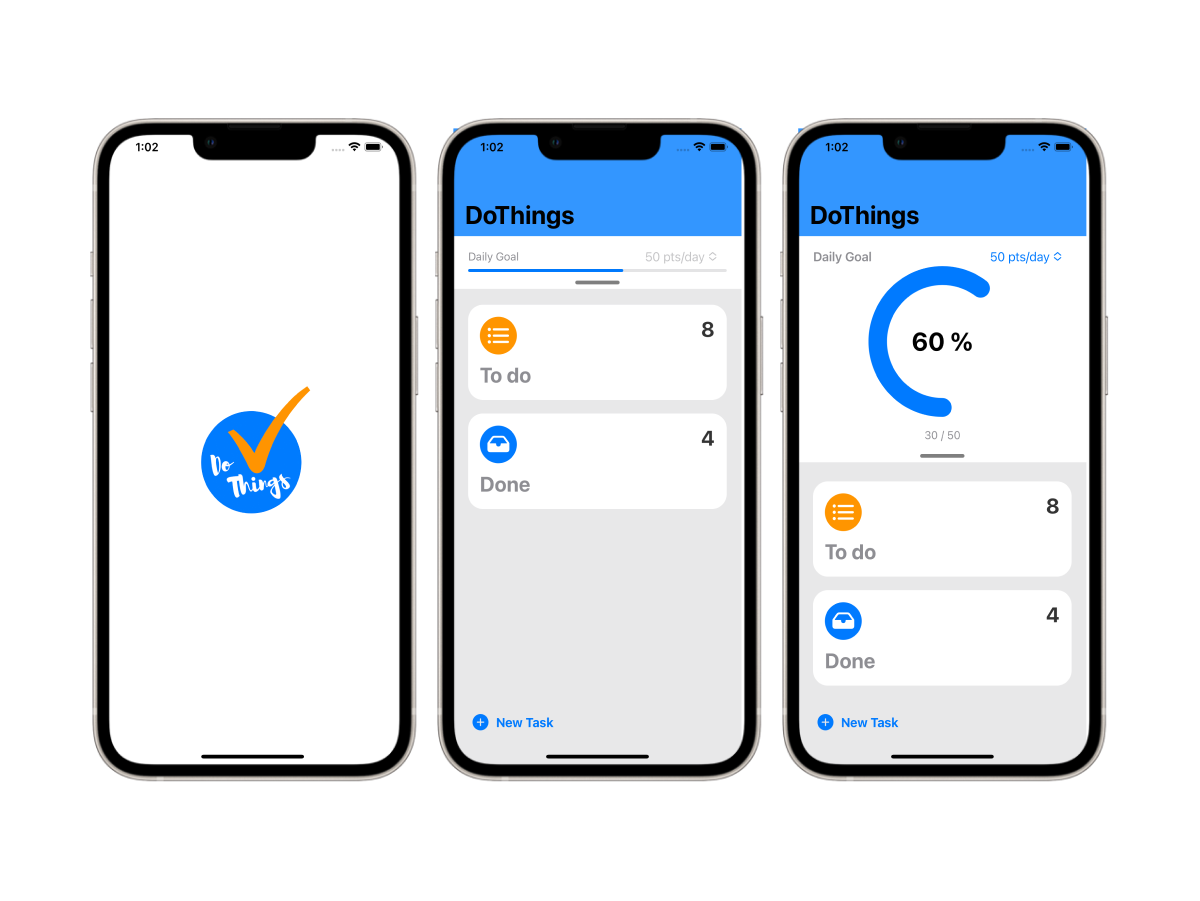 1:02
Do
Things
1:02
DoThings
Daily Goal 50 pts/day
8
To do
4
Done
New Task
1:02
DoThings
Daily Goal 50 pts/day
60 %
30 / 50
8
To do
4
Done
New Task